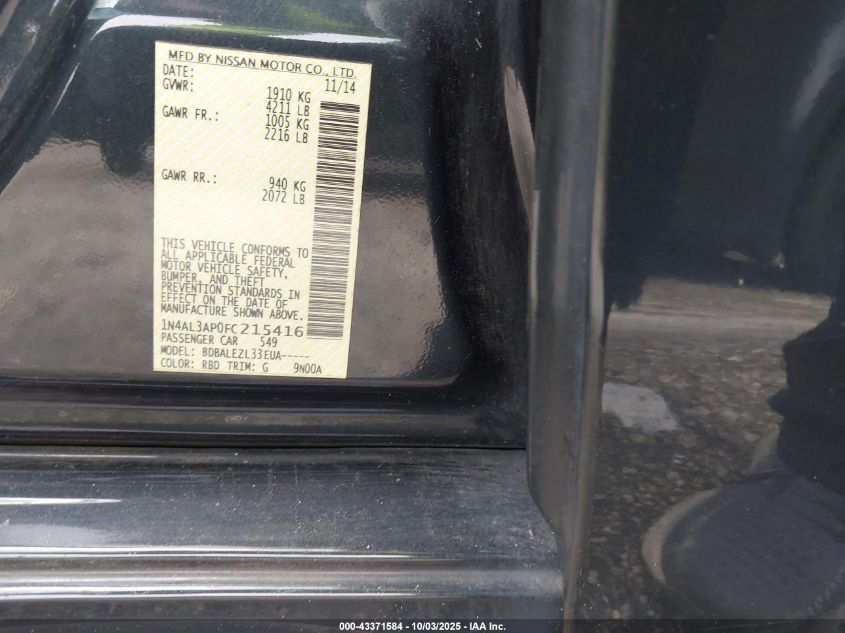 MFD BY NISSAN MOTOR CO., LTD.
DATE: 11/14
GVWR: 1910 KG
4211 LB
GAWR FR.: 1005 KG
2216 LB
GAWR RR.: 940 KG
2072 LB
THIS VEHICLE CONFORMS TO
ALL APPLICABLE FEDERAL
MOTOR VEHICLE SAFETY,
BUMPER, AND THEFT
PREVENTION STANDARDS IN
EFFECT ON THE DATE OF
MANUFACTURE SHOWN ABOVE.
1N4AL3AP0FC215416
PASSENGER CAR 549
MODEL: BDBALEZL33EUA-----
COLOR: RBD TRIM: G 9N00A
000-43371584 - 10/03/2025 - IAA Inc.